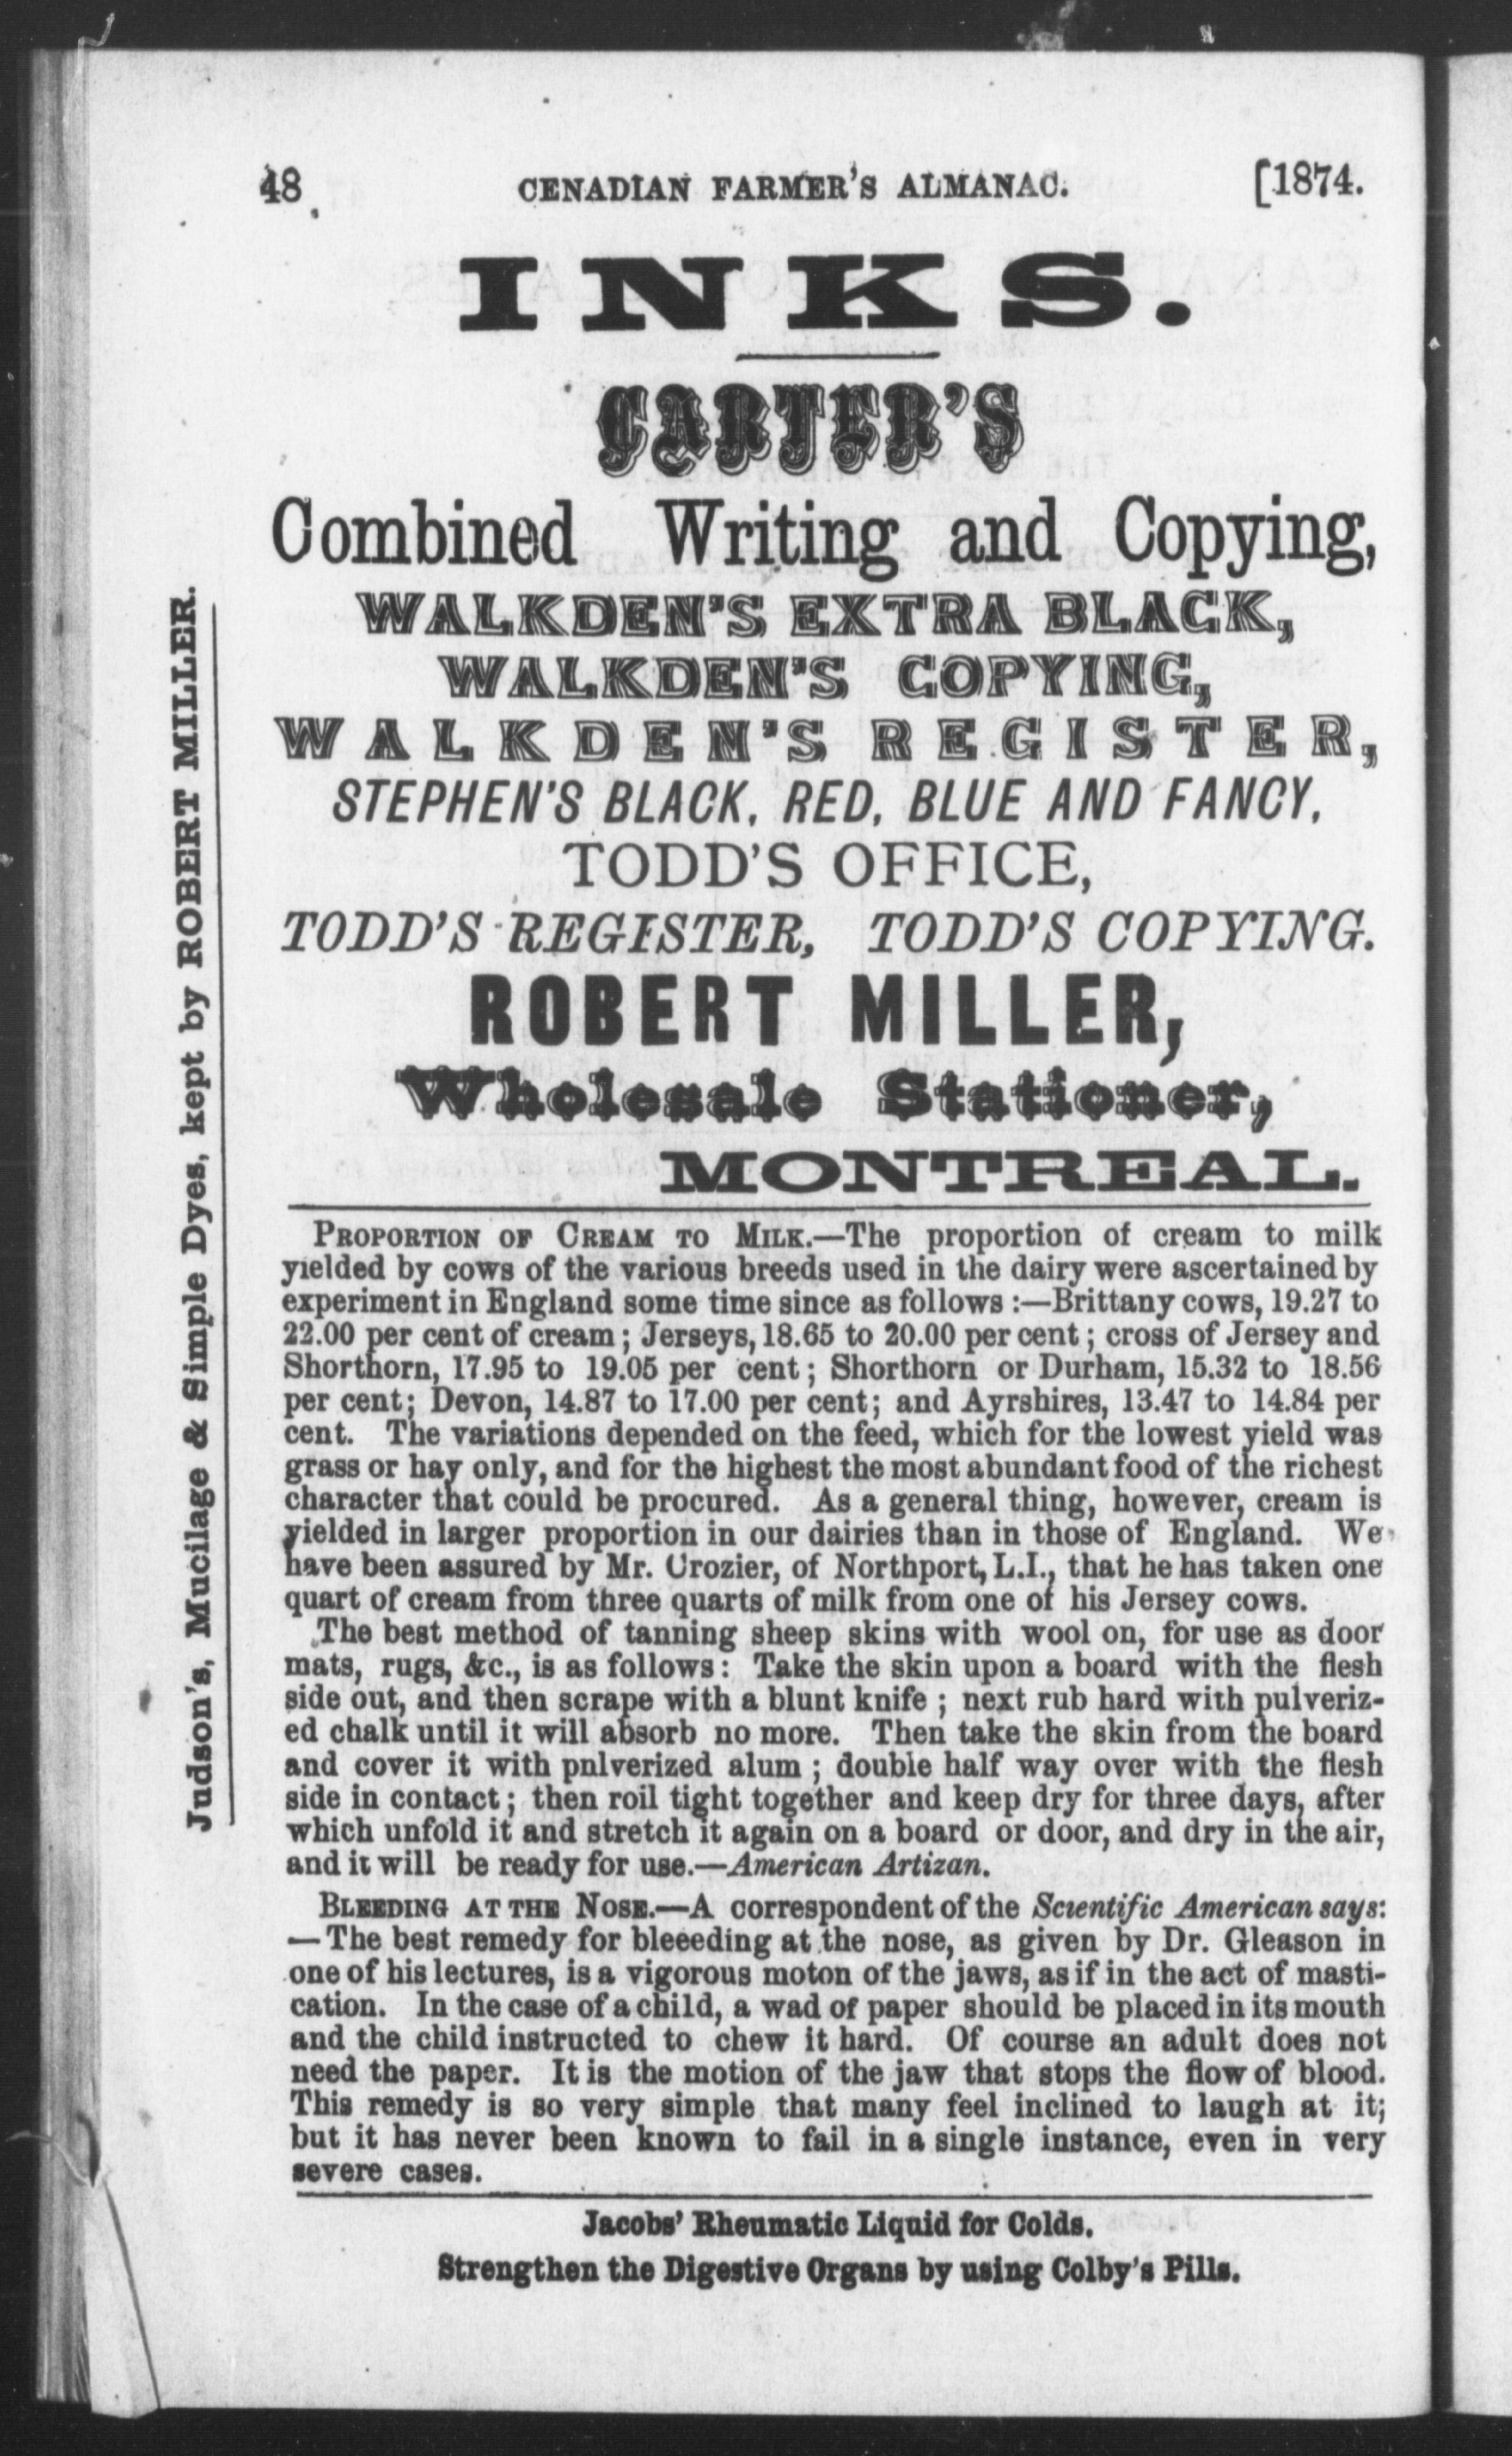 48
CENADIAN FARMER'S ALMANAC.
[1874.
INKS.
CARTER'S
Combined Writing and Copying,
WALKDEN'S EXTRA BLACK,
WALKDEN'S COPYING,
WALKDEN'S REGISTER,
STEPHEN'S BLACK, RED, BLUE AND FANCY,
TODD'S OFFICE,
TODD'S REGISTER, TODD'S COPYING.
ROBERT MILLER,
Wholesale Stationer,
MONTREAL.
Judson's, Mucilage & Simple Dyes, kept by ROBERT MILLER.
PROPORTION OF CREAM TO MILK.—The proportion of cream to milk
yielded by cows of the various breeds used in the dairy were ascertained by
experiment in England some time since as follows :—Brittany cows, 19.27 to
22.00 per cent of cream ; Jerseys, 18.65 to 20.00 per cent ; cross of Jersey and
Shorthorn, 17.95 to 19.05 per cent ; Shorthorn or Durham, 15.32 to 18.56
per cent; Devon, 14.87 to 17.00 per cent; and Ayrshires, 13.47 to 14.84 per
cent. The variations depended on the feed, which for the lowest yield was
grass or hay only, and for the highest the most abundant food of the richest
character that could be procured. As a general thing, however, cream is
yielded in larger proportion in our dairies than in those of England. We
have been assured by Mr. Crozier, of Northport, L.I., that he has taken one
quart of cream from three quarts of milk from one of his Jersey cows.
The best method of tanning sheep skins with wool on, for use as door
mats, rugs, &c., is as follows : Take the skin upon a board with the flesh
side out, and then scrape with a blunt knife ; next rub hard with pulveriz-
ed chalk until it will absorb no more. Then take the skin from the board
and cover it with pnlverized alum ; double half way over with the flesh
side in contact ; then roil tight together and keep dry for three days, after
which unfold it and stretch it again on a board or door, and dry in the air,
and it will be ready for use.—American Artizan.
BLEEDING AT THE NOSE.—A correspondent of the Scientific American says:
—The best remedy for bleeeding at the nose, as given by Dr. Gleason in
one of his lectures, is a vigorous moton of the jaws, as if in the act of masti-
cation. In the case of a child, a wad of paper should be placed in its mouth
and the child instructed to chew it hard. Of course an adult does not
need the paper. It is the motion of the jaw that stops the flow of blood.
This remedy is so very simple that many feel inclined to laugh at it;
but it has never been known to fail in a single instance, even in very
severe cases.
Jacobs' Rheumatic Liquid for Colds.
Strengthen the Digestive Organs by using Colby's Pills.